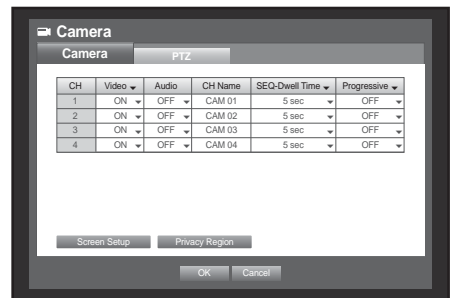 Camera
Camera PTZ
CH Video Audio CH Name SEQ-Dwell Time Progressive
1 ON OFF CAM 01 5 sec OFF
2 ON OFF CAM 02 5 sec OFF
3 ON OFF CAM 03 5 sec OFF
4 ON OFF CAM 04 5 sec OFF
Screen Setup Privacy Region
OK Cancel